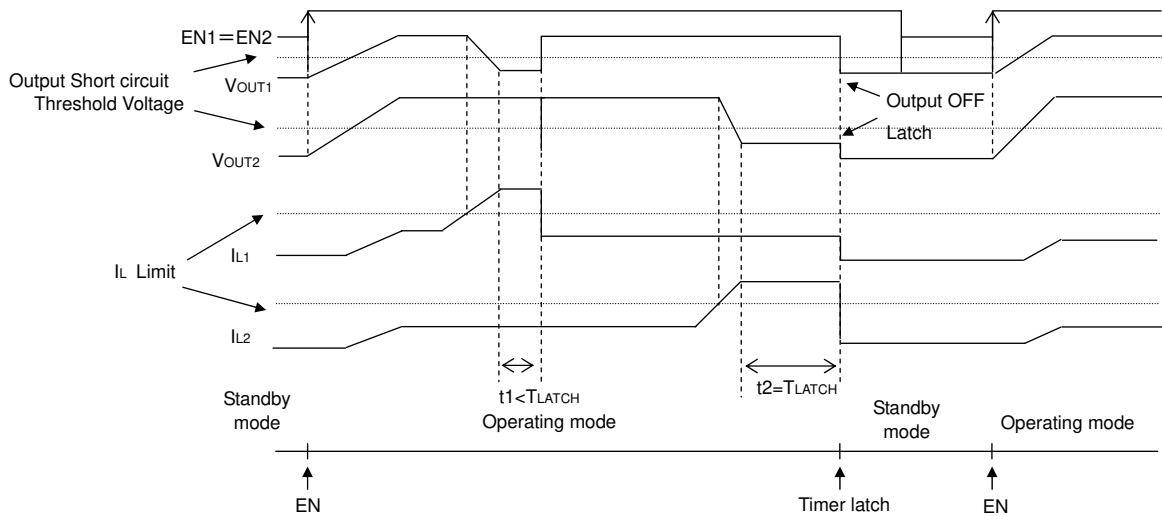 EN1=EN2
Output Short circuit
Threshold Voltage
VOUT1
Output OFF
Latch
VOUT2
IL1
IL Limit
IL2
t1<TLATCH
t2=TLATCH
Standby
mode
Operating mode
Standby
mode
Operating mode
EN
Timer latch
EN